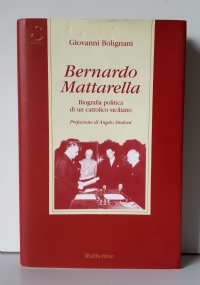 S
Giovanni Bolignani
Bernardo
Mattarella
Biografia politica
di un cattolico siciliano
Prefazione di Angelo Sindoni
Rubbettino